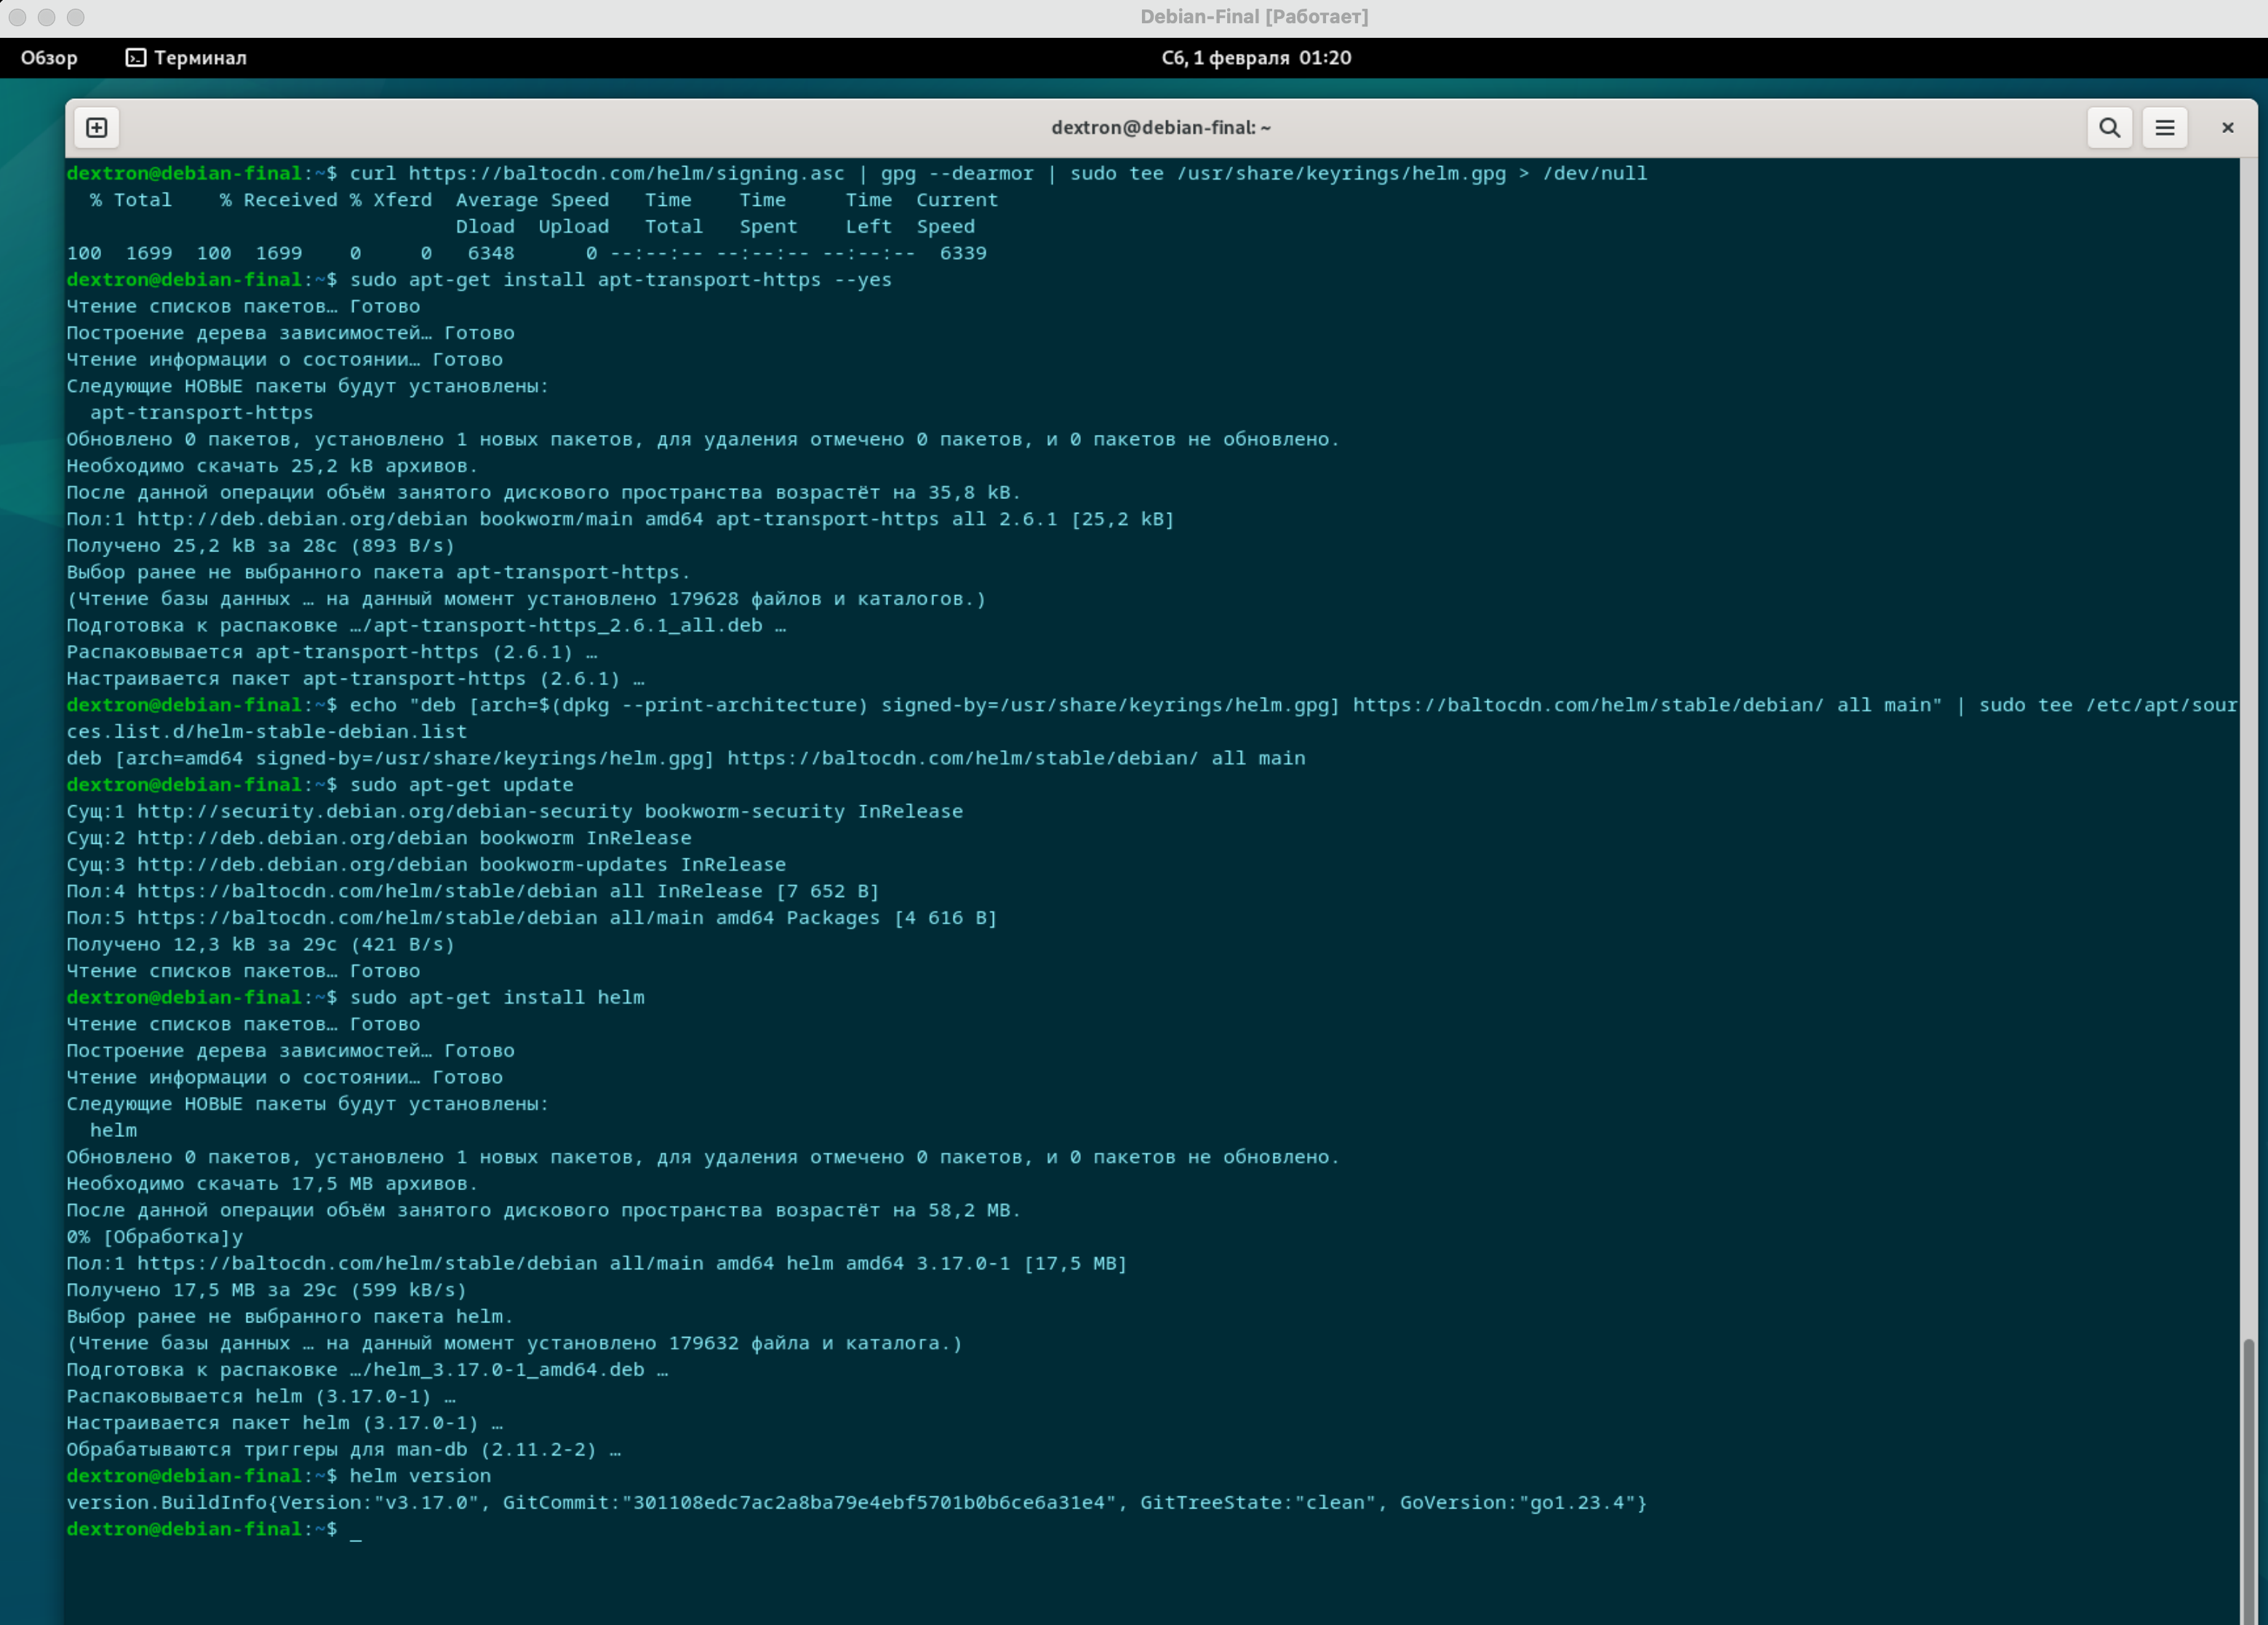 Debian-Final [Работает]
Обзор Терминал Сб, 1 февраля 01:20
dextron@debian-final: ~
dextron@debian-final:~$ curl https://baltocdn.com/helm/signing.asc | gpg --dearmor | sudo tee /usr/share/keyrings/helm.gpg > /dev/null
% Total % Received % Xferd Average Speed Time Time Time Current
Dload Upload Total Spent Left Speed
100 1699 100 1699 0 0 6348 0 --:--:-- --:--:-- --:--:-- 6339
dextron@debian-final:~$ sudo apt-get install apt-transport-https --yes
Чтение списков пакетов… Готово
Построение дерева зависимостей… Готово
Чтение информации о состоянии… Готово
Следующие НОВЫЕ пакеты будут установлены:
apt-transport-https
Обновлено 0 пакетов, установлено 1 новых пакетов, для удаления отмечено 0 пакетов, и 0 пакетов не обновлено.
Необходимо скачать 25,2 kB архивов.
После данной операции объём занятого дискового пространства возрастёт на 35,8 kB.
Пол:1 http://deb.debian.org/debian bookworm/main amd64 apt-transport-https all 2.6.1 [25,2 kB]
Получено 25,2 kB за 28с (893 B/s)
Выбор ранее не выбранного пакета apt-transport-https.
(Чтение базы данных … на данный момент установлено 179628 файлов и каталогов.)
Подготовка к распаковке …/apt-transport-https_2.6.1_all.deb …
Распаковывается apt-transport-https (2.6.1) …
Настраивается пакет apt-transport-https (2.6.1) …
dextron@debian-final:~$ echo "deb [arch=$(dpkg --print-architecture) signed-by=/usr/share/keyrings/helm.gpg] https://baltocdn.com/helm/stable/debian/ all main" | sudo tee /etc/apt/sour
ces.list.d/helm-stable-debian.list
deb [arch=amd64 signed-by=/usr/share/keyrings/helm.gpg] https://baltocdn.com/helm/stable/debian/ all main
dextron@debian-final:~$ sudo apt-get update
Сущ:1 http://security.debian.org/debian-security bookworm-security InRelease
Сущ:2 http://deb.debian.org/debian bookworm InRelease
Сущ:3 http://deb.debian.org/debian bookworm-updates InRelease
Пол:4 https://baltocdn.com/helm/stable/debian all InRelease [7 652 B]
Пол:5 https://baltocdn.com/helm/stable/debian all/main amd64 Packages [4 616 B]
Получено 12,3 kB за 29с (421 B/s)
Чтение списков пакетов… Готово
dextron@debian-final:~$ sudo apt-get install helm
Чтение списков пакетов… Готово
Построение дерева зависимостей… Готово
Чтение информации о состоянии… Готово
Следующие НОВЫЕ пакеты будут установлены:
helm
Обновлено 0 пакетов, установлено 1 новых пакетов, для удаления отмечено 0 пакетов, и 0 пакетов не обновлено.
Необходимо скачать 17,5 MB архивов.
После данной операции объём занятого дискового пространства возрастёт на 58,2 MB.
0% [Обработка]y
Пол:1 https://baltocdn.com/helm/stable/debian all/main amd64 helm amd64 3.17.0-1 [17,5 MB]
Получено 17,5 MB за 29с (599 kB/s)
Выбор ранее не выбранного пакета helm.
(Чтение базы данных … на данный момент установлено 179632 файла и каталога.)
Подготовка к распаковке …/helm_3.17.0-1_amd64.deb …
Распаковывается helm (3.17.0-1) …
Настраивается пакет helm (3.17.0-1) …
Обрабатываются триггеры для man-db (2.11.2-2) …
dextron@debian-final:~$ helm version
version.BuildInfo{Version:"v3.17.0", GitCommit:"301108edc7ac2a8ba79e4ebf5701b0b6ce6a31e4", GitTreeState:"clean", GoVersion:"go1.23.4"}
dextron@debian-final:~$ _